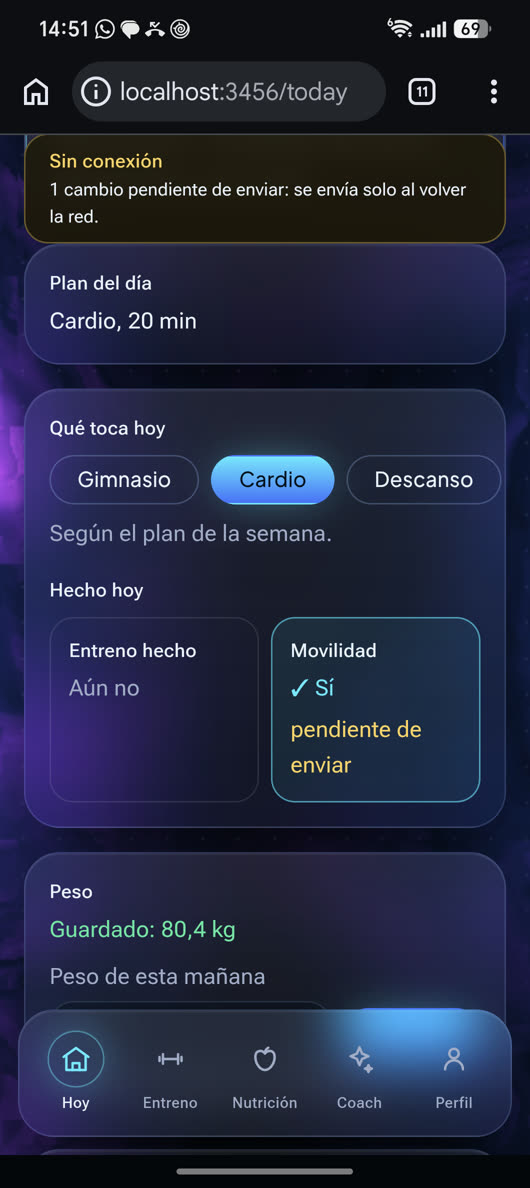 14:51
6
69
localhost:3456/today
11
Sin conexión
1 cambio pendiente de enviar: se envía solo al volver
la red.
Plan del día
Cardio, 20 min
Qué toca hoy
Gimnasio
Cardio
Descanso
Según el plan de la semana.
Hecho hoy
Entreno hecho
Aún no
Movilidad
✓ Sí
pendiente de
enviar
Peso
Guardado: 80,4 kg
Peso de esta mañana
Hoy
Entreno
Nutrición
Coach
Perfil